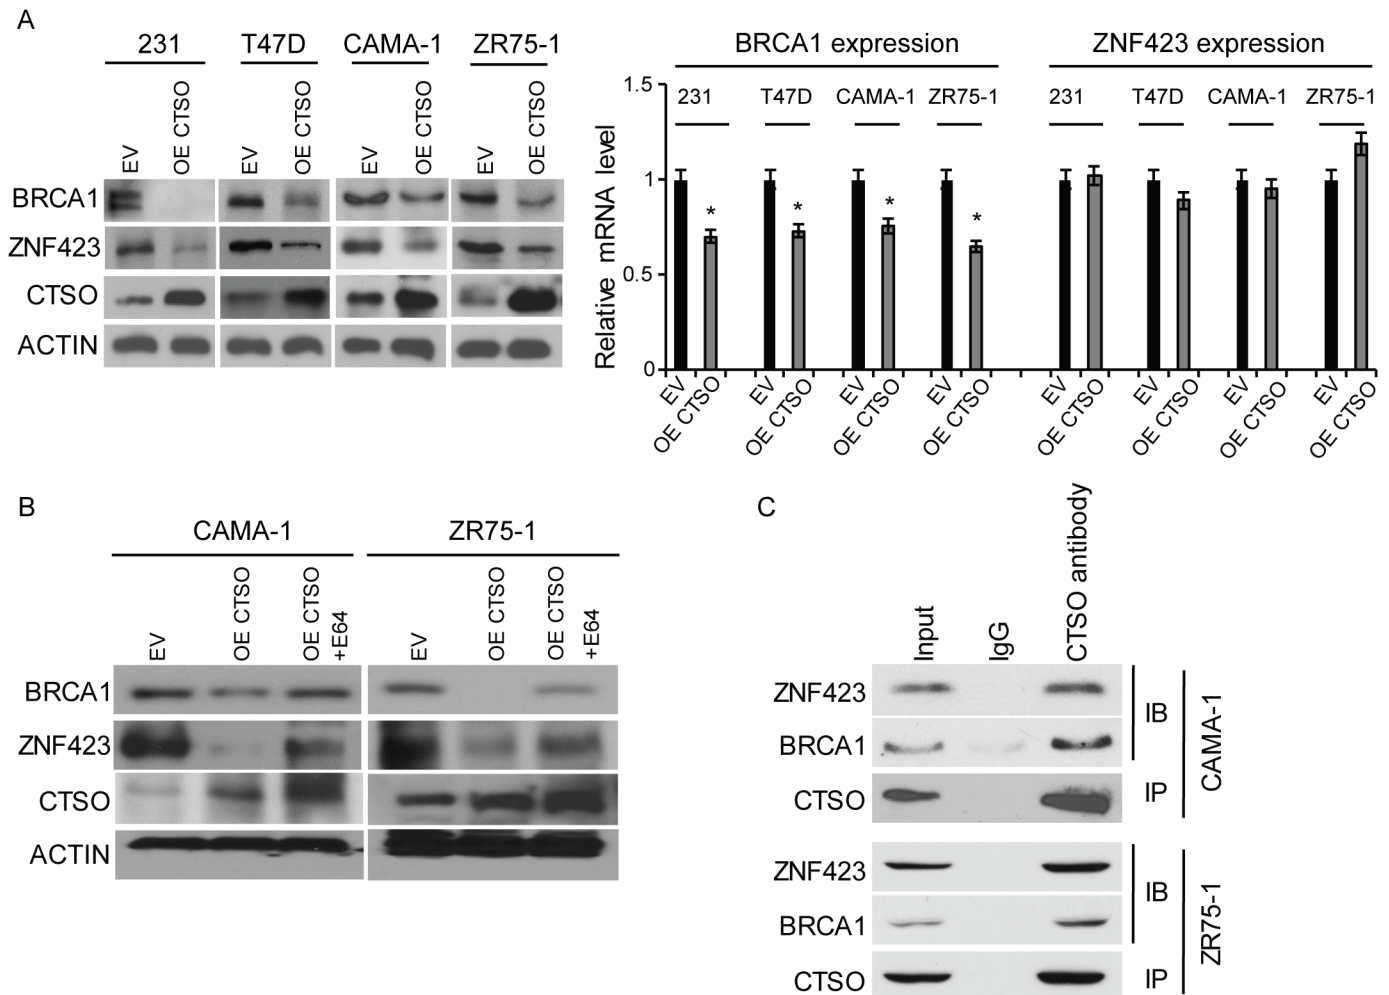 A
231 T47D CAMA-1 ZR75-1
EV OE CTSO EV OE CTSO EV OE CTSO EV OE CTSO
BRCA1
ZNF423
CTSO
ACTIN
BRCA1 expression ZNF423 expression
231 T47D CAMA-1 ZR75-1 231 T47D CAMA-1 ZR75-1
Relative mRNA level
1.5
1
0.5
0
* * * *
EV OE CTSO EV OE CTSO EV OE CTSO EV OE CTSO EV OE CTSO EV OE CTSO EV OE CTSO EV OE CTSO
B
CAMA-1 ZR75-1
EV OE CTSO OE CTSO +E64 EV OE CTSO OE CTSO +E64
BRCA1
ZNF423
CTSO
ACTIN
C
Input IgG CTSO antibody
ZNF423
BRCA1
IB
CTSO
IP
CAMA-1
ZNF423
BRCA1
IB
CTSO
IP
ZR75-1